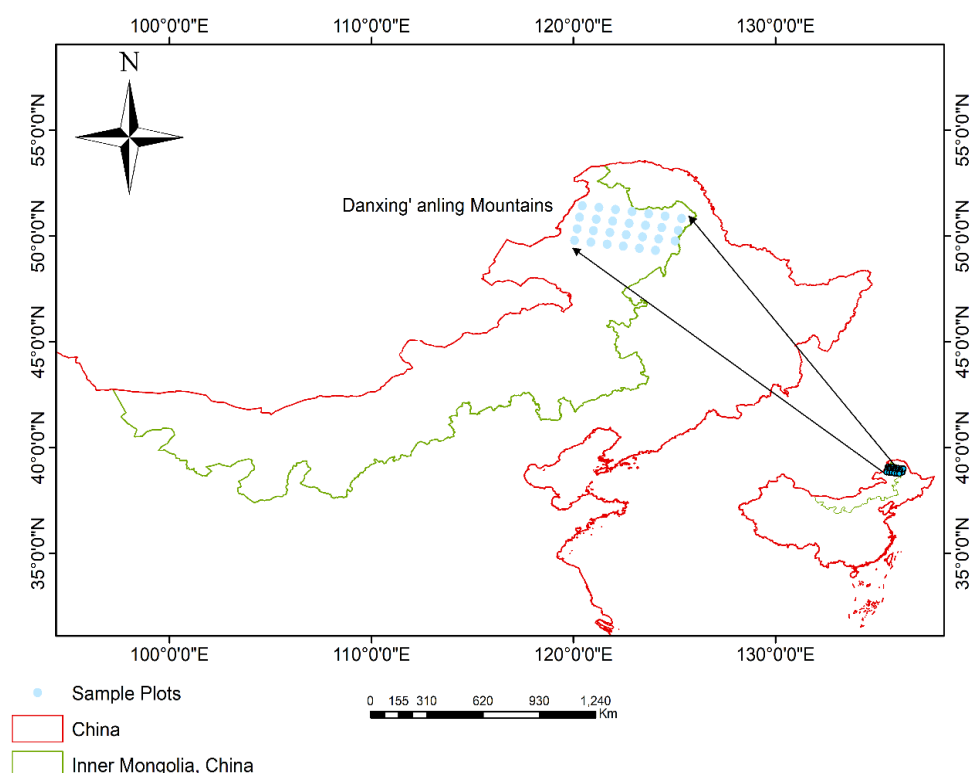 100°0'0"E 110°0'0"E 120°0'0"E 130°0'0"E
N
55°0'0"N 55°0'0"N
Danxing' anling Mountains
50°0'0"N 50°0'0"N
45°0'0"N 45°0'0"N
40°0'0"N 40°0'0"N
35°0'0"N 35°0'0"N
100°0'0"E 110°0'0"E 120°0'0"E 130°0'0"E
Sample Plots
0 155 310 620 930 1,240
Km
China
Inner Mongolia, China